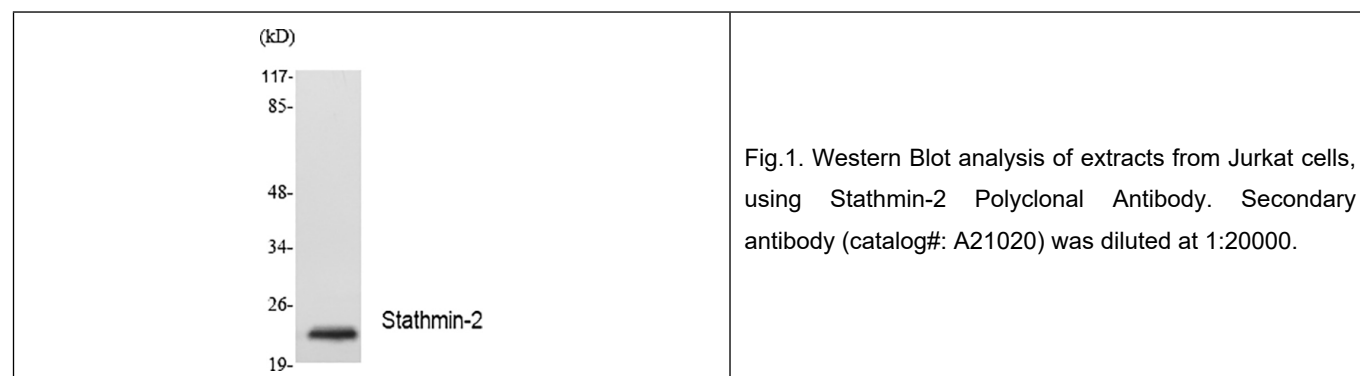 (kD)
117-
85-
48-
34-
26-
Stathmin-2
19-
Fig.1. Western Blot analysis of extracts from Jurkat cells,
using Stathmin-2 Polyclonal Antibody. Secondary
antibody (catalog#: A21020) was diluted at 1:20000.